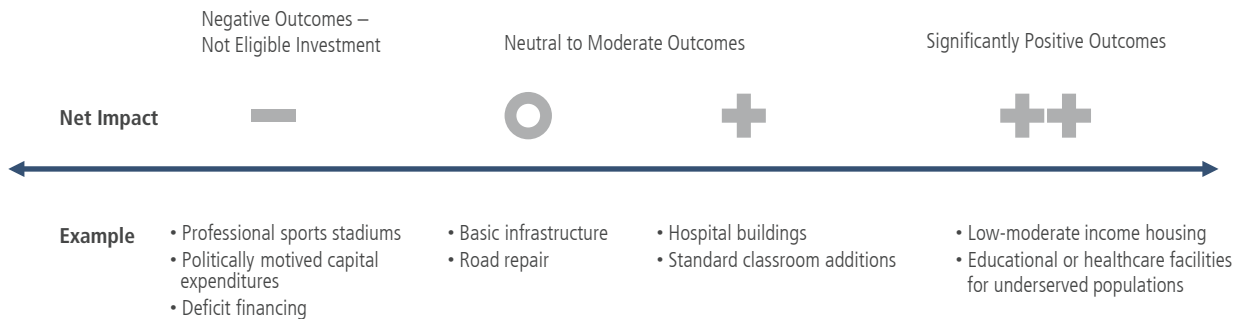 Negative Outcomes –
Not Eligible Investment
Neutral to Moderate Outcomes
Significantly Positive Outcomes
Net Impact
Example
• Professional sports stadiums
• Politically motived capital
expenditures
• Deficit financing
• Basic infrastructure
• Road repair
• Hospital buildings
• Standard classroom additions
• Low-moderate income housing
• Educational or healthcare facilities
for underserved populations